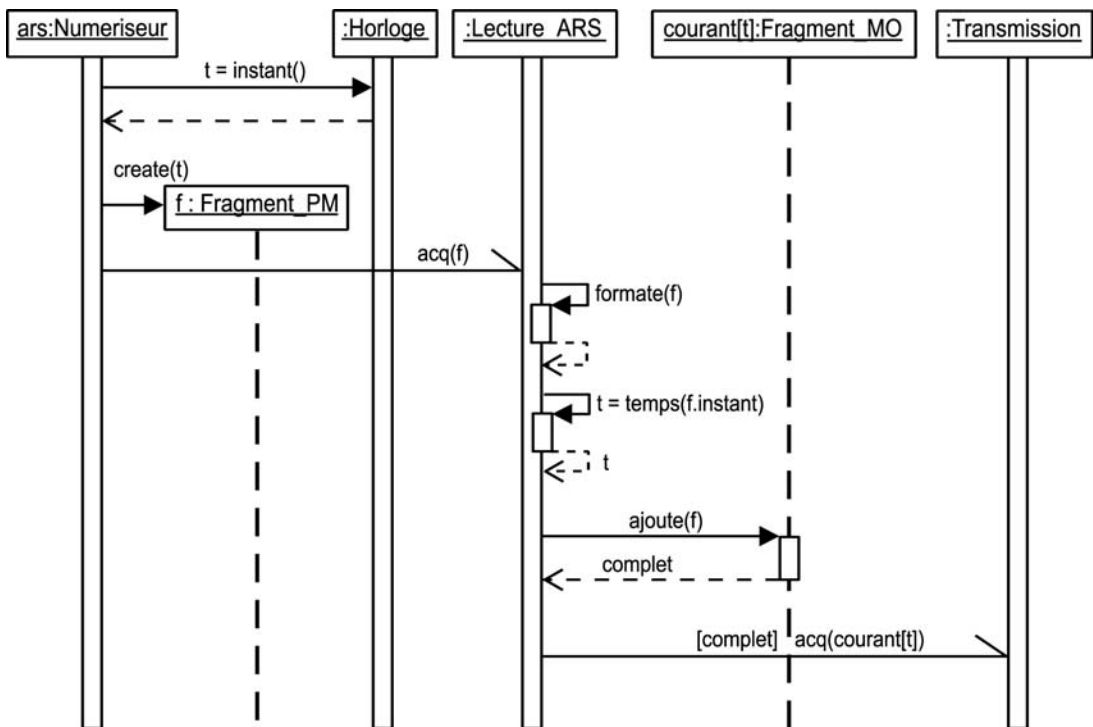 ars:Numeriseur
:Horloge
:Lecture_ARS
courant[t]:Fragment_MO
:Transmission
t = instant()
create(t)
f : Fragment_PM
acq(f)
formate(f)
t = temps(f.instant)
t
ajoute(f)
complet
[complet] acq(courant[t])